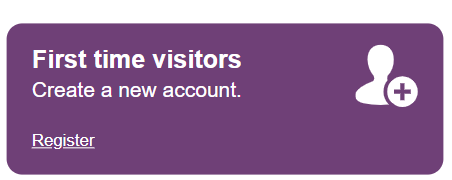 First time visitors
Create a new account.
Register